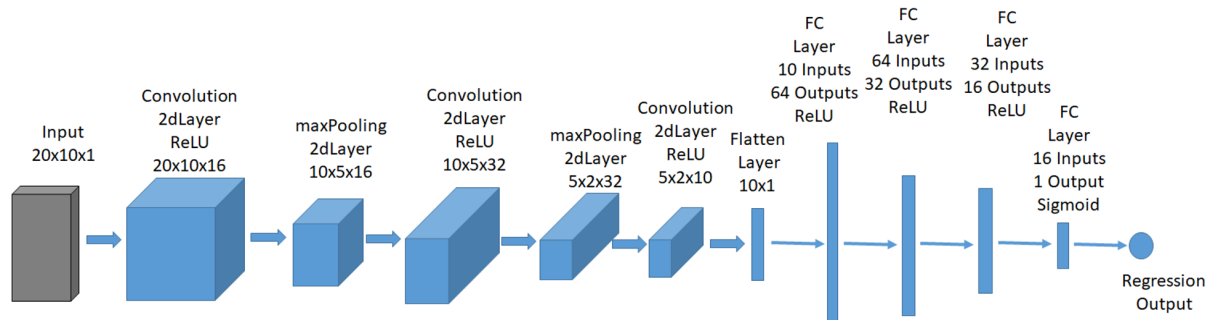 Input
20x10x1
Convolution
2dLayer
ReLU
20x10x16
maxPooling
2dLayer
10x5x16
Convolution
2dLayer
ReLU
10x5x32
maxPooling
2dLayer
5x2x32
Convolution
2dLayer
ReLU
5x2x10
Flatten
Layer
10x1
FC
Layer
10 Inputs
64 Outputs
ReLU
FC
Layer
64 Inputs
32 Outputs
ReLU
FC
Layer
32 Inputs
16 Outputs
ReLU
FC
Layer
16 Inputs
1 Output
Sigmoid
Regression
Output